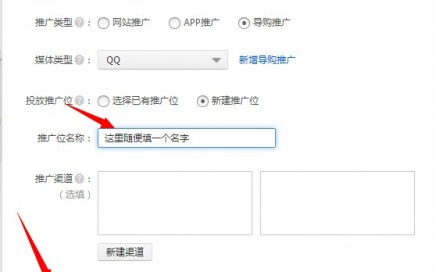 推广类型 ? : 网站推广 APP推广 导购推广
媒体类型 ? : QQ 新增导购推广
投放推广位 ? : 选择已有推广位 新建推广位
推广位名称: 这里随便填一个名字
推广渠道 ? :
(选填)
新建渠道